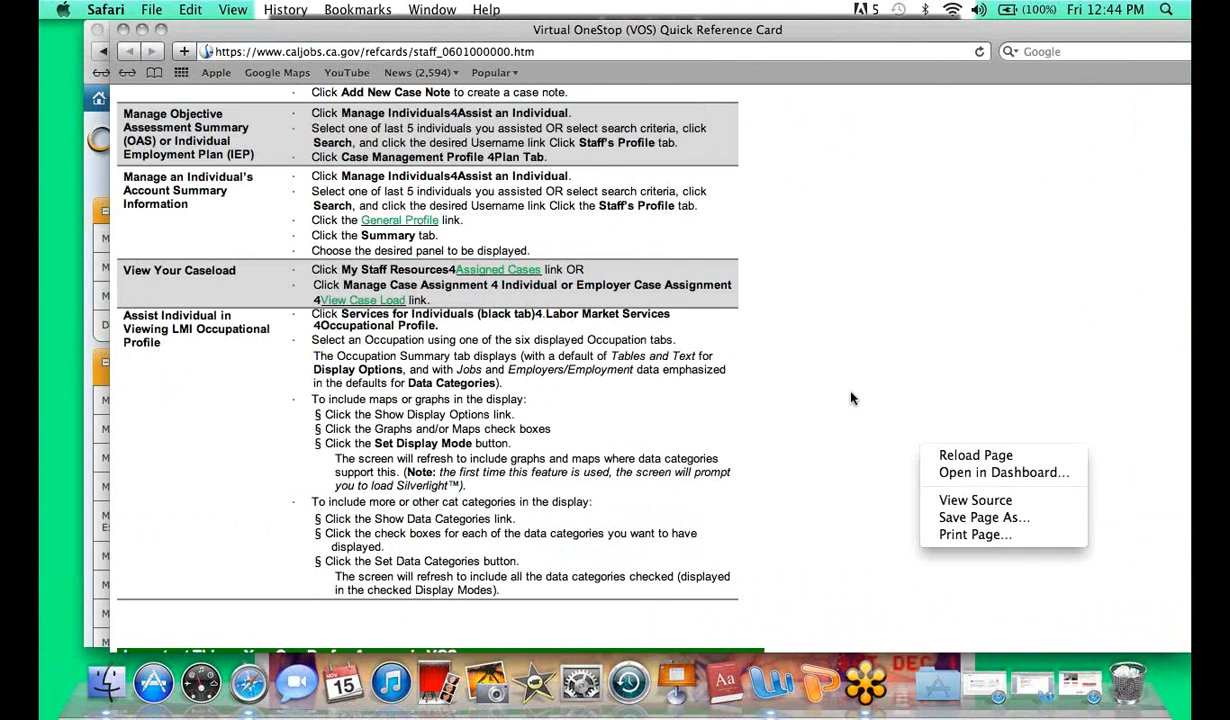 Safari File Edit View History Bookmarks Window Help 5 (100%) Fri 12:44 PM
Virtual OneStop (VOS) Quick Reference Card
https://www.caljobs.ca.gov/refcards/staff_0601000000.htm Google
Apple Google Maps YouTube News (2,594) Popular
· Click Add New Case Note to create a case note.
Manage Objective
Assessment Summary
(OAS) or Individual
Employment Plan (IEP)
· Click Manage Individuals4Assist an Individual.
· Select one of last 5 individuals you assisted OR select search criteria, click
Search, and click the desired Username link Click Staff's Profile tab.
· Click Case Management Profile 4Plan Tab.
Manage an Individual's
Account Summary
Information
· Click Manage Individuals4Assist an Individual.
· Select one of last 5 individuals you assisted OR select search criteria, click
Search, and click the desired Username link Click the Staff's Profile tab.
· Click the General Profile link.
· Click the Summary tab.
· Choose the desired panel to be displayed.
View Your Caseload
· Click My Staff Resources4Assigned Cases link OR
· Click Manage Case Assignment 4 Individual or Employer Case Assignment
4View Case Load link.
Assist Individual in
Viewing LMI Occupational
Profile
· Click Services for Individuals (black tab)4.Labor Market Services
4Occupational Profile.
· Select an Occupation using one of the six displayed Occupation tabs.
The Occupation Summary tab displays (with a default of Tables and Text for
Display Options, and with Jobs and Employers/Employment data emphasized
in the defaults for Data Categories).
· To include maps or graphs in the display:
§ Click the Show Display Options link.
§ Click the Graphs and/or Maps check boxes
§ Click the Set Display Mode button.
The screen will refresh to include graphs and maps where data categories
support this. (Note: the first time this feature is used, the screen will prompt
you to load Silverlight™).
· To include more or other cat categories in the display:
§ Click the Show Data Categories link.
§ Click the check boxes for each of the data categories you want to have
displayed.
§ Click the Set Data Categories button.
The screen will refresh to include all the data categories checked (displayed
in the checked Display Modes).
Reload Page
Open in Dashboard...
View Source
Save Page As...
Print Page...
NOV
15
Aa